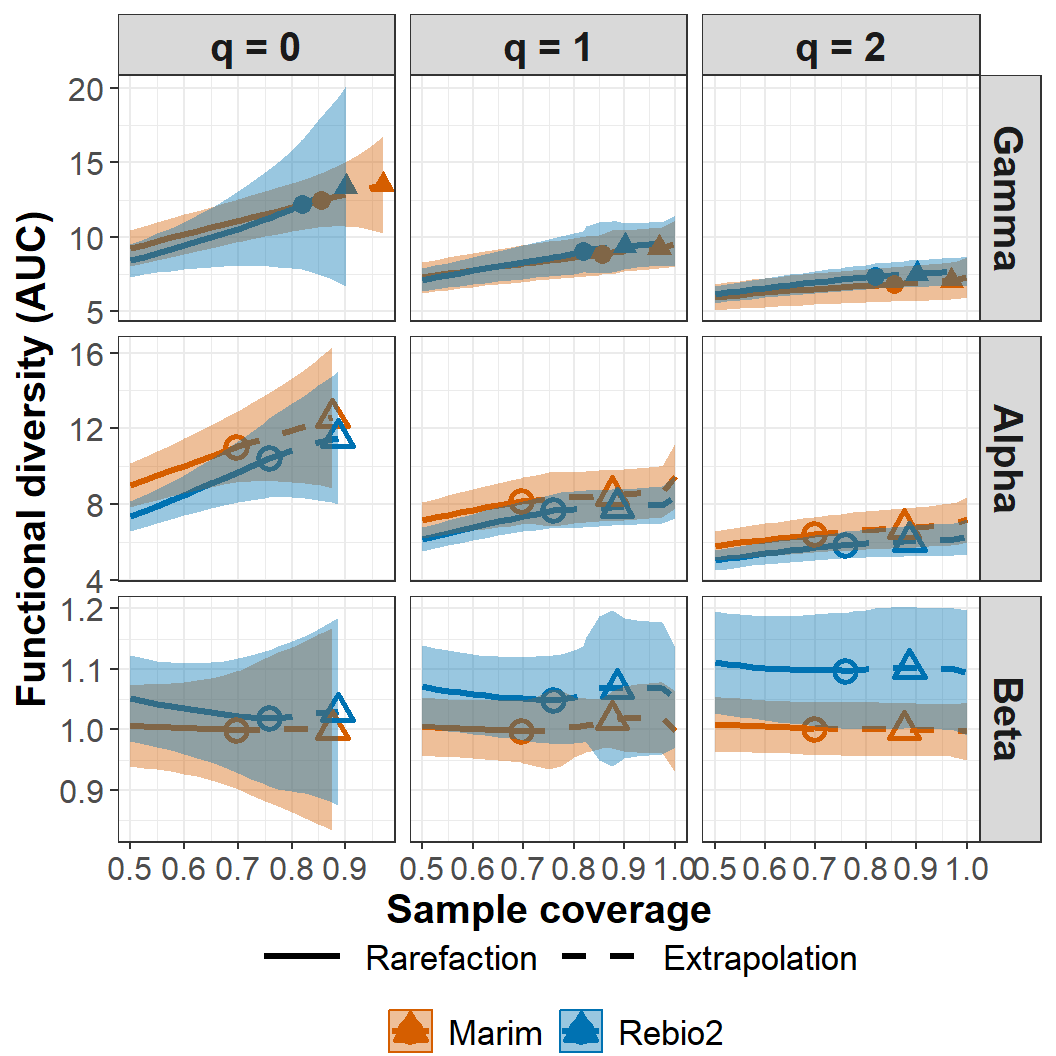 q = 0 q = 1 q = 2
Functional diversity (AUC)
20
15
10
5
Gamma
16
12
8
4
Alpha
1.2
1.1
1.0
0.9
Beta
0.5 0.6 0.7 0.8 0.9 0.5 0.6 0.7 0.8 0.9 1.0 0.5 0.6 0.7 0.8 0.9 1.0
Sample coverage
Rarefaction Extrapolation
Marim Rebio2